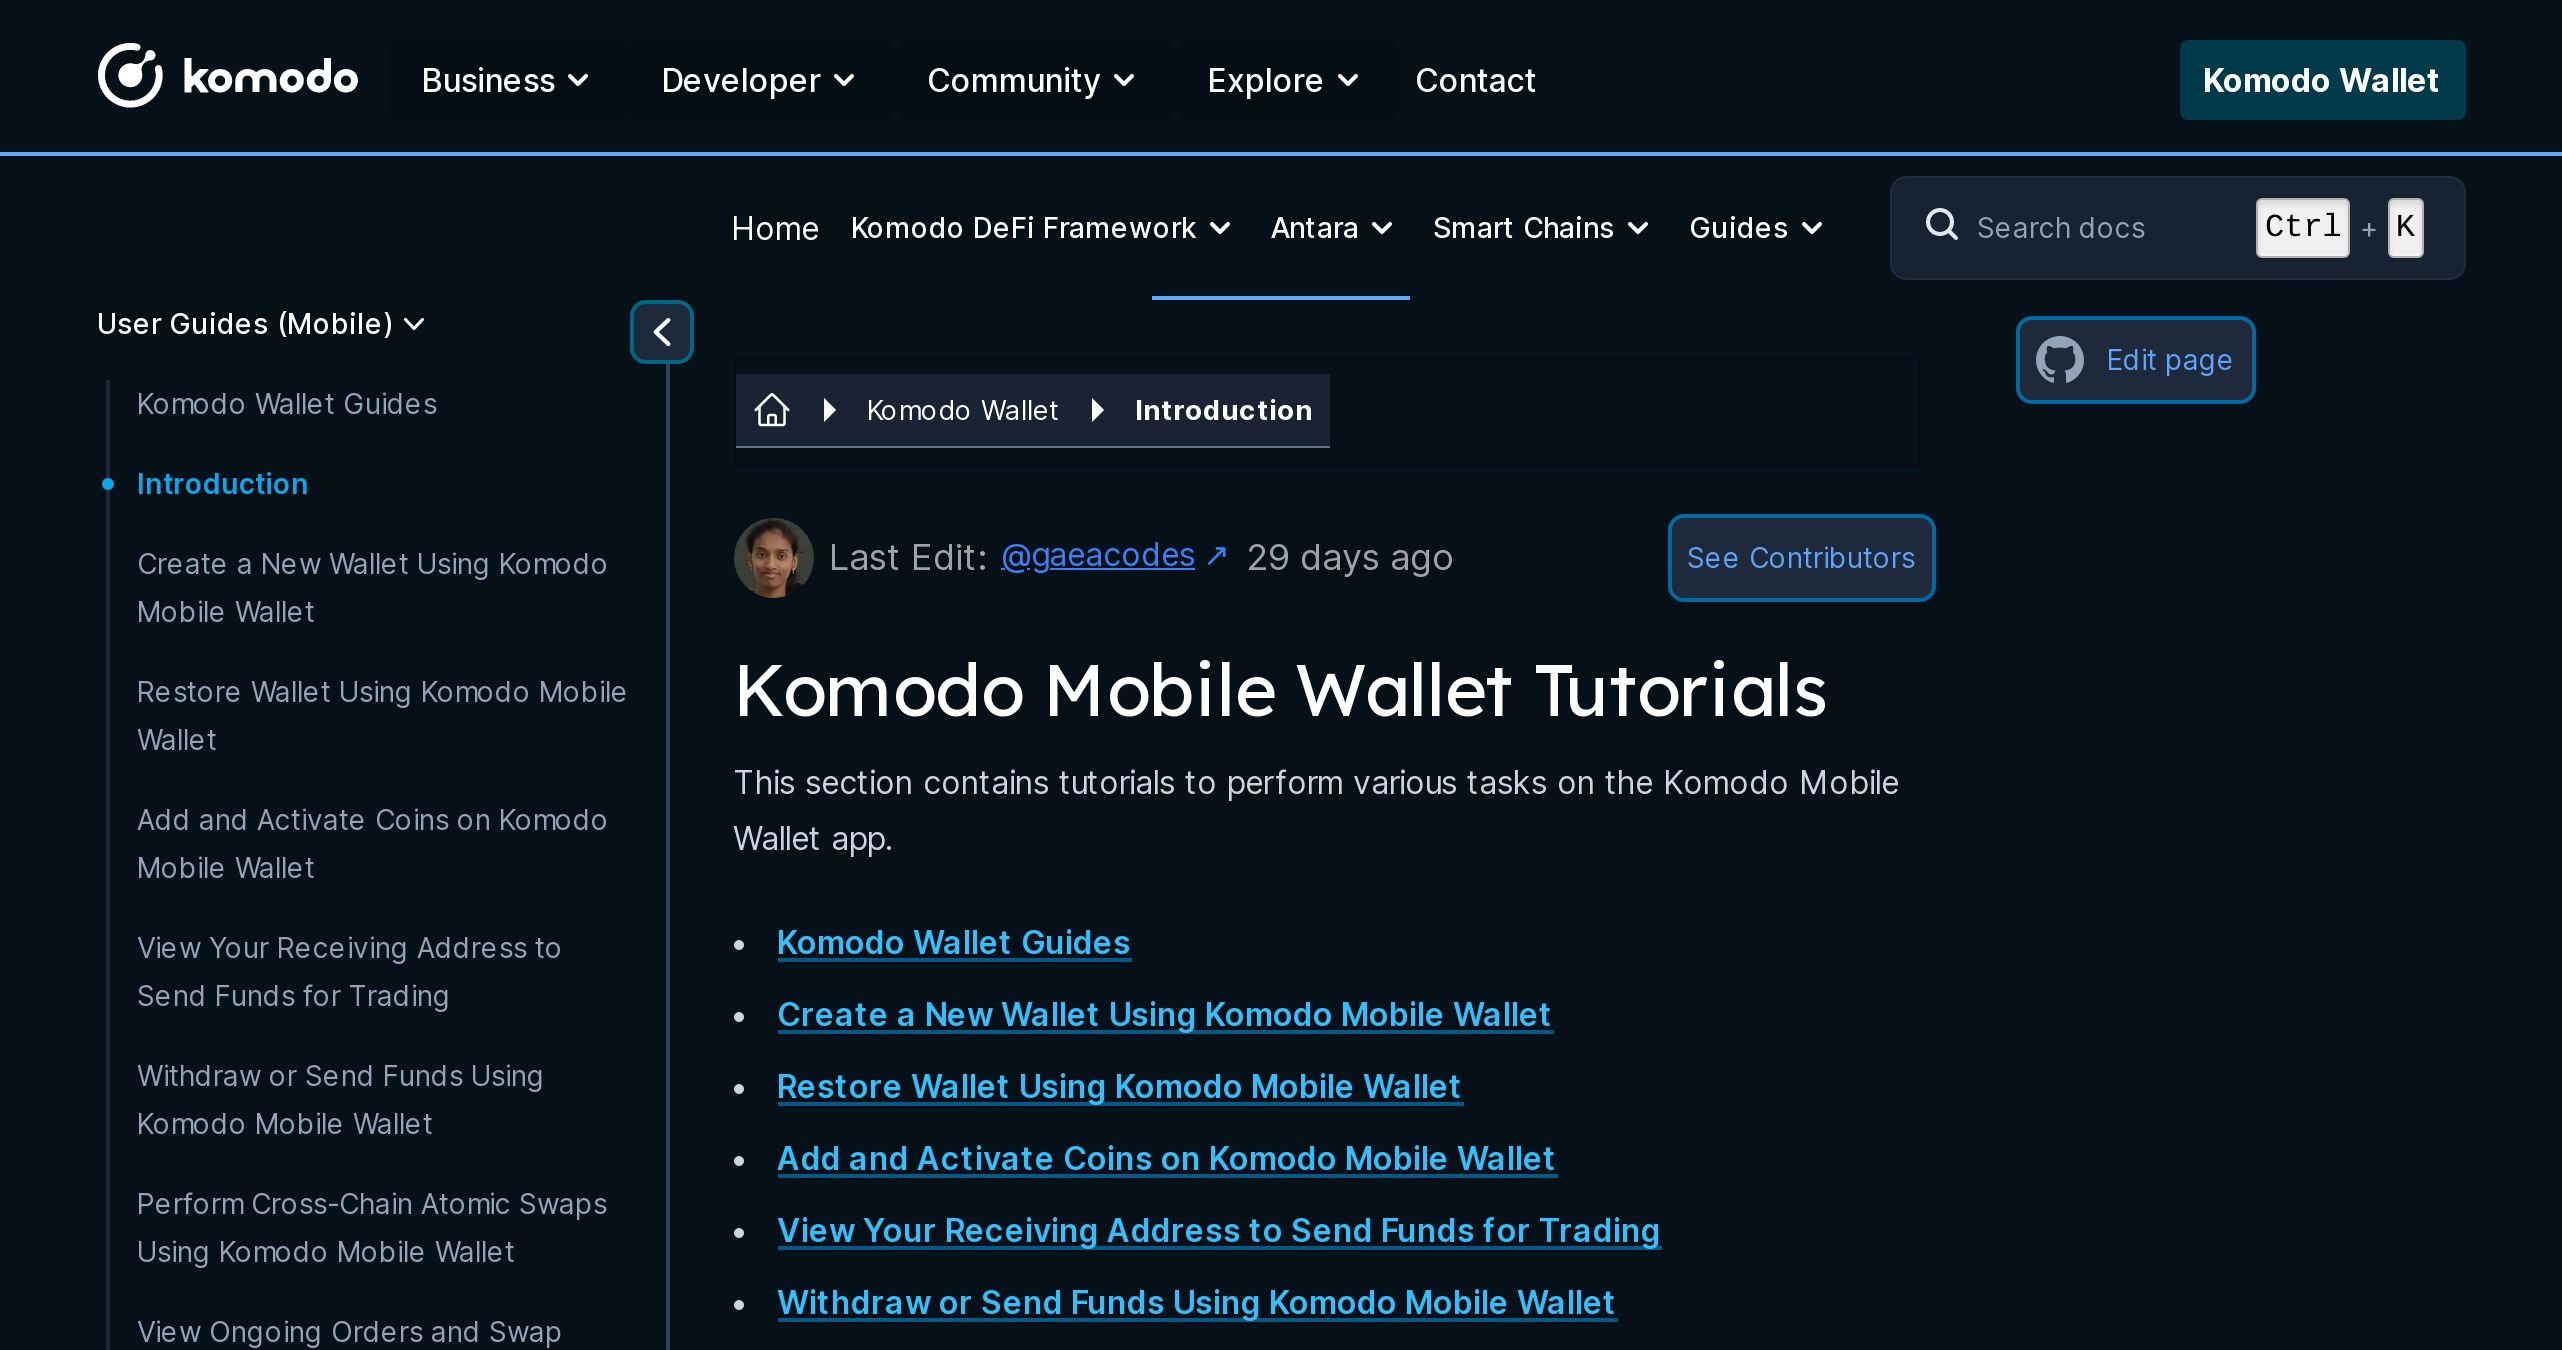 komodo
Business
Developer
Community
Explore
Contact
Komodo Wallet
Home
Komodo DeFi Framework
Antara
Smart Chains
Guides
Search docs
Ctrl + K
User Guides (Mobile)
Komodo Wallet Guides
Introduction
Create a New Wallet Using Komodo
Mobile Wallet
Restore Wallet Using Komodo Mobile
Wallet
Add and Activate Coins on Komodo
Mobile Wallet
View Your Receiving Address to
Send Funds for Trading
Withdraw or Send Funds Using
Komodo Mobile Wallet
Perform Cross-Chain Atomic Swaps
Using Komodo Mobile Wallet
View Ongoing Orders and Swap
Komodo Wallet
Introduction
Edit page
Last Edit: @gaeacodes ↗ 29 days ago
See Contributors
Komodo Mobile Wallet Tutorials
This section contains tutorials to perform various tasks on the Komodo Mobile
Wallet app.
• Komodo Wallet Guides
• Create a New Wallet Using Komodo Mobile Wallet
• Restore Wallet Using Komodo Mobile Wallet
• Add and Activate Coins on Komodo Mobile Wallet
• View Your Receiving Address to Send Funds for Trading
• Withdraw or Send Funds Using Komodo Mobile Wallet